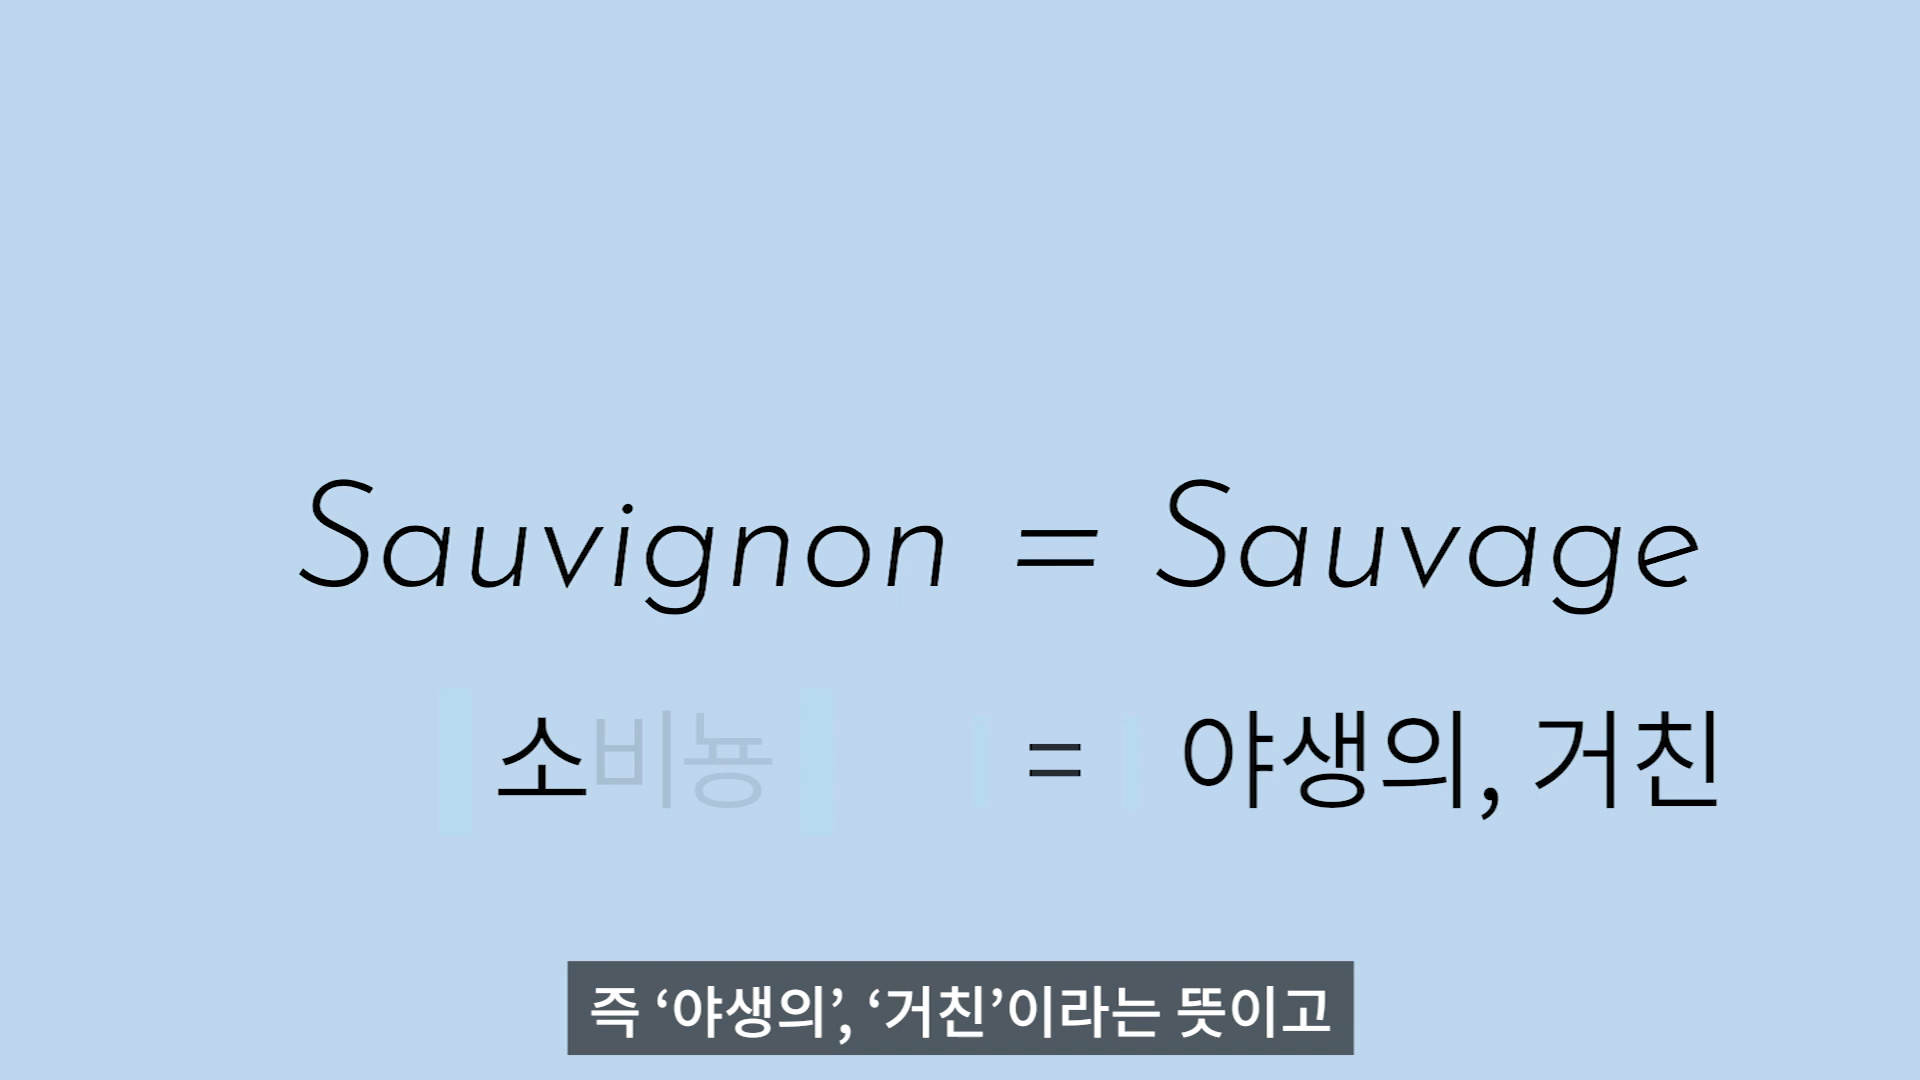 Sauvignon = Sauvage
소비뇽 = 야생의, 거친
즉 ‘야생의’, ‘거친’이라는 뜻이고